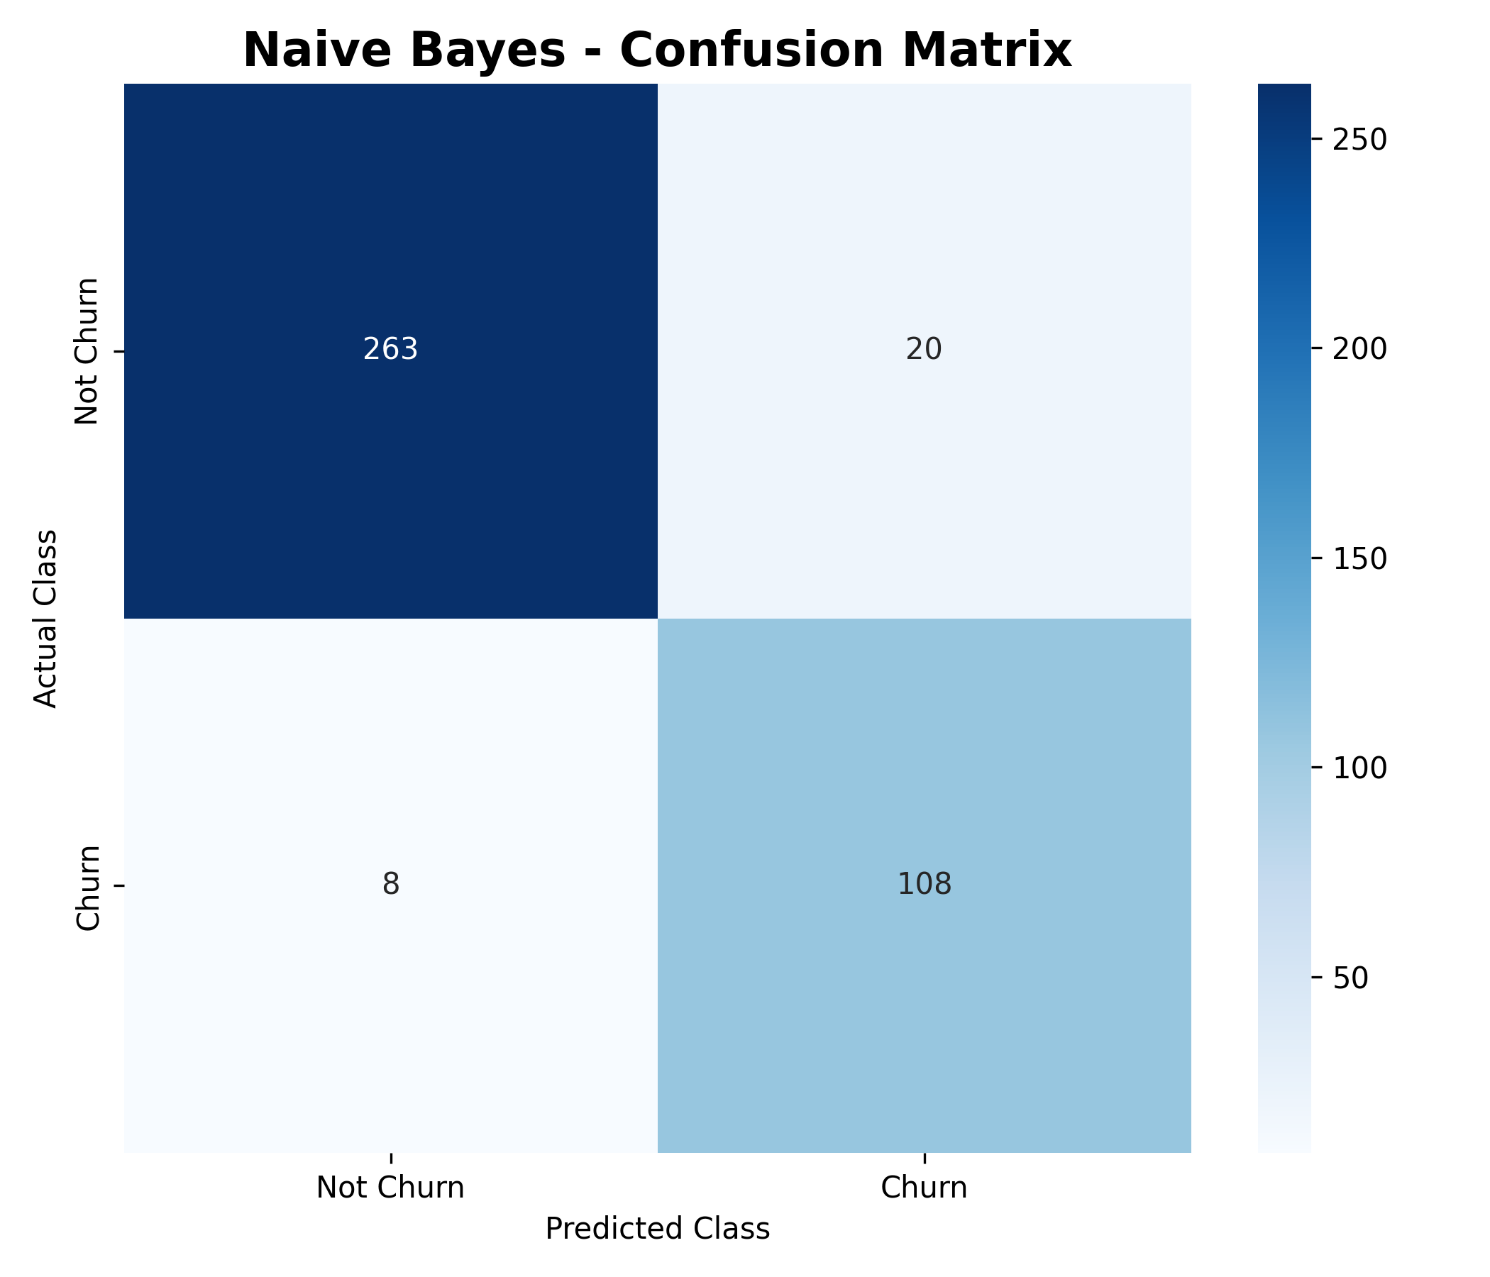 Naive Bayes - Confusion Matrix
Actual Class
Not Churn
263
20
Churn
8
108
Not Churn
Churn
Predicted Class
250
200
150
100
50